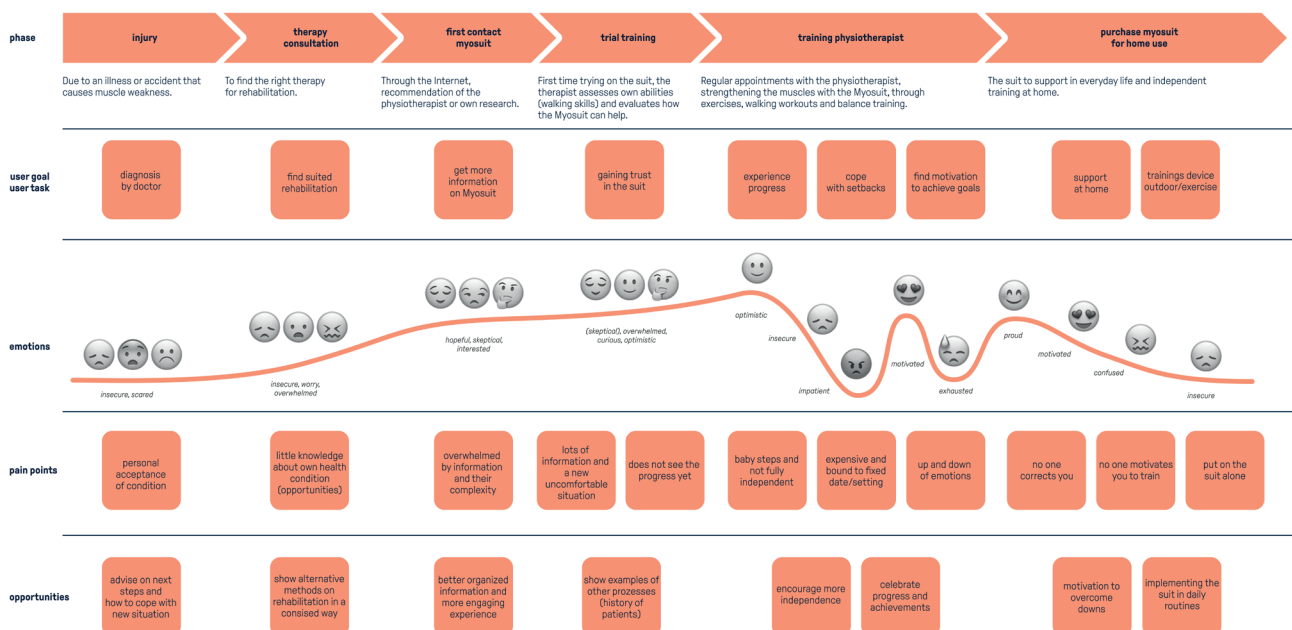 phase
injury
therapy
consultation
first contact
myosuit
trial training
training physiotherapist
purchase myosuit
for home use
Due to an illness or accident that
causes muscle weakness.
To find the right therapy
for rehabilitation.
Through the Internet,
recommendation of the
physiotherapist or own research.
First time trying on the suit, the
therapist assesses own abilities
(walking skills) and evaluates how
the Myosuit can help.
Regular appointments with the physiotherapist,
strengthening the muscles with the Myosuit, through
exercises, walking workouts and balance training.
The suit to support in everyday life and independent
training at home.
user goal
user task
diagnosis
by doctor
find suited
rehabilitation
get more
information
on Myosuit
gaining trust
in the suit
experience
progress
cope
with setbacks
find motivation
to achieve goals
support
at home
trainings device
outdoor/exercise
emotions
insecure, scared
insecure, worry,
overwhelmed
hopeful, skeptical,
interested
(skeptical), overwhelmed,
curious, optimistic
optimistic
insecure
impatient
motivated
exhausted
proud
motivated
confused
insecure
pain points
personal
acceptance
of condition
little knowledge
about own health
condition
(opportunities)
overwhelmed
by information
and their
complexity
lots of
information and
a new
uncomfortable
situation
does not see the
progress yet
baby steps and
not fully
independent
expensive and
bound to fixed
date/setting
up and down
of emotions
no one
corrects you
no one motivates
you to train
put on the
suit alone
opportunities
advise on next
steps and
how to cope with
new situation
show alternative
methods on
rehabilitation in a
consised way
better organized
information and
more engaging
experience
show examples of
other prozesses
(history of
patients)
encourage more
independence
celebrate
progress and
achievements
motivation to
overcome
downs
implementing the
suit in daily
routines